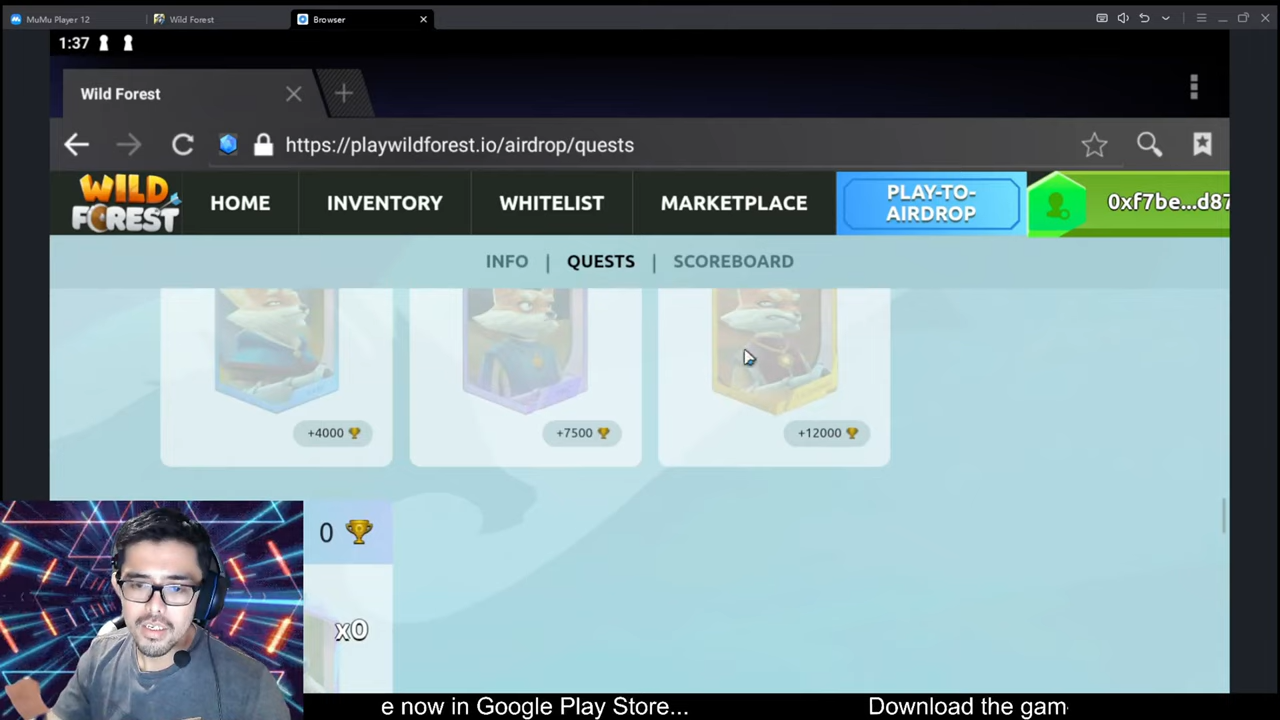 MuMu Player 12
Wild Forest
Browser
1:37
Wild Forest
https://playwildforest.io/airdrop/quests
WILD FOREST
HOME
INVENTORY
WHITELIST
MARKETPLACE
PLAY-TO-
AIRDROP
0xf7be...d87
INFO | QUESTS | SCOREBOARD
+4000
+7500
+12000
0
x0
e now in Google Play Store...
Download the gam